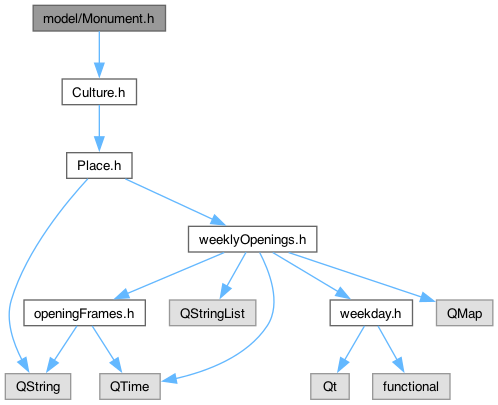 model/Monument.h
Culture.h
Place.h
weeklyOpenings.h
openingFrames.h
QStringList
weekday.h
QMap
QString
QTime
Qt
functional